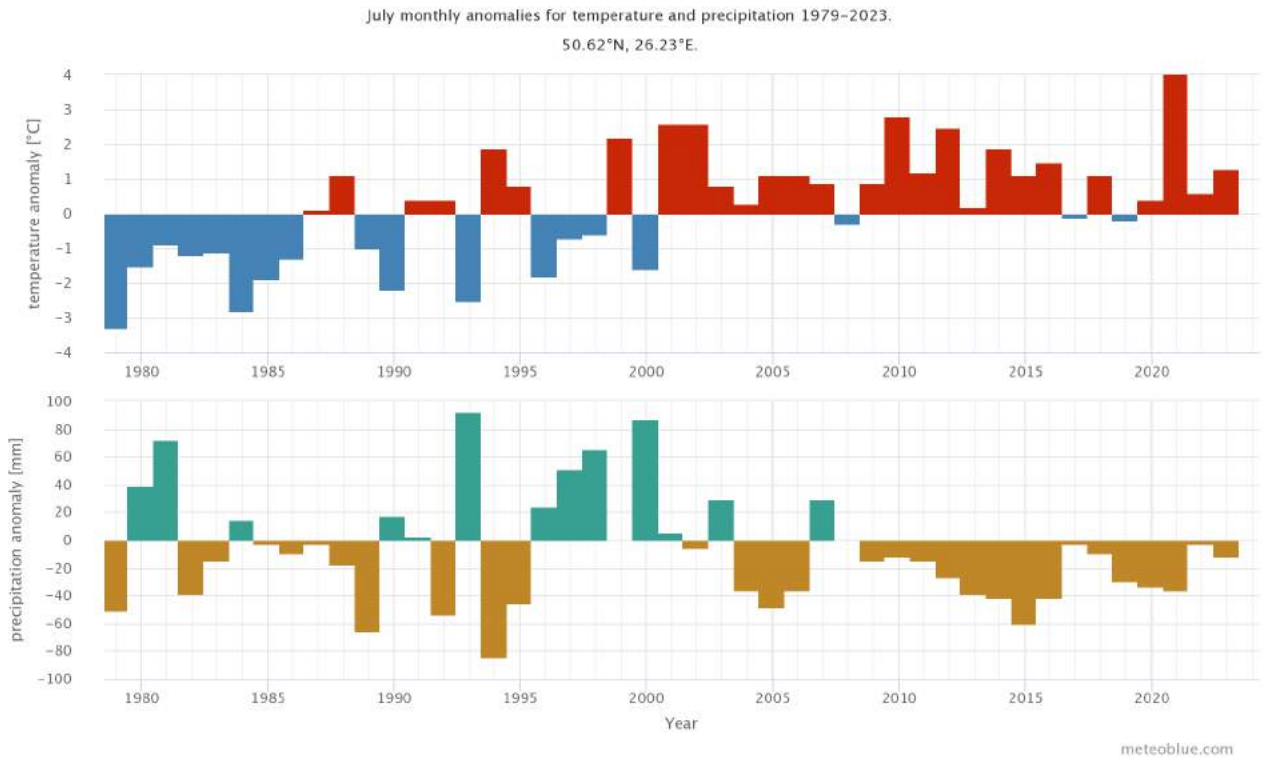 July monthly anomalies for temperature and precipitation 1979-2023.
50.62°N, 26.23°E.
temperature anomaly [°C]
4
3
2
1
0
-1
-2
-3
-4
1980 1985 1990 1995 2000 2005 2010 2015 2020
precipitation anomaly [mm]
100
80
60
40
20
0
-20
-40
-60
-80
-100
1980 1985 1990 1995 2000 2005 2010 2015 2020
Year
meteoblue.com